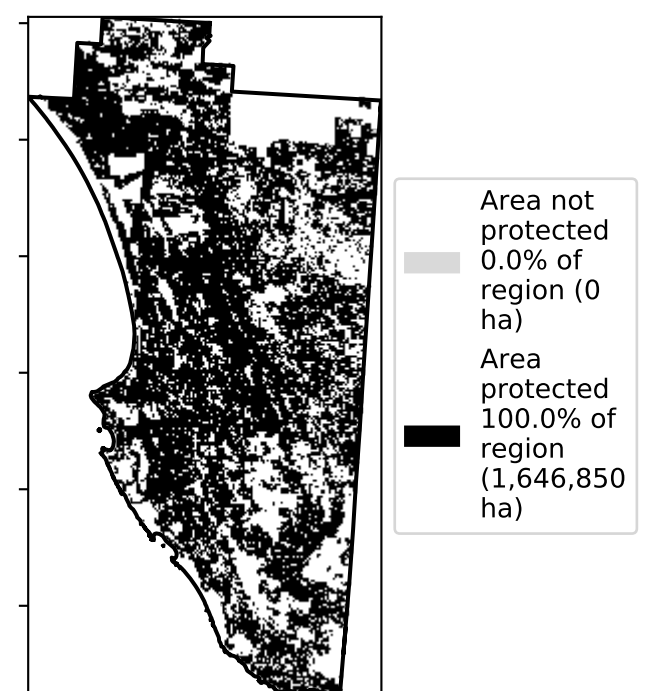 Area not
protected
0.0% of
region (0
ha)
Area
protected
100.0% of
region
(1,646,850
ha)